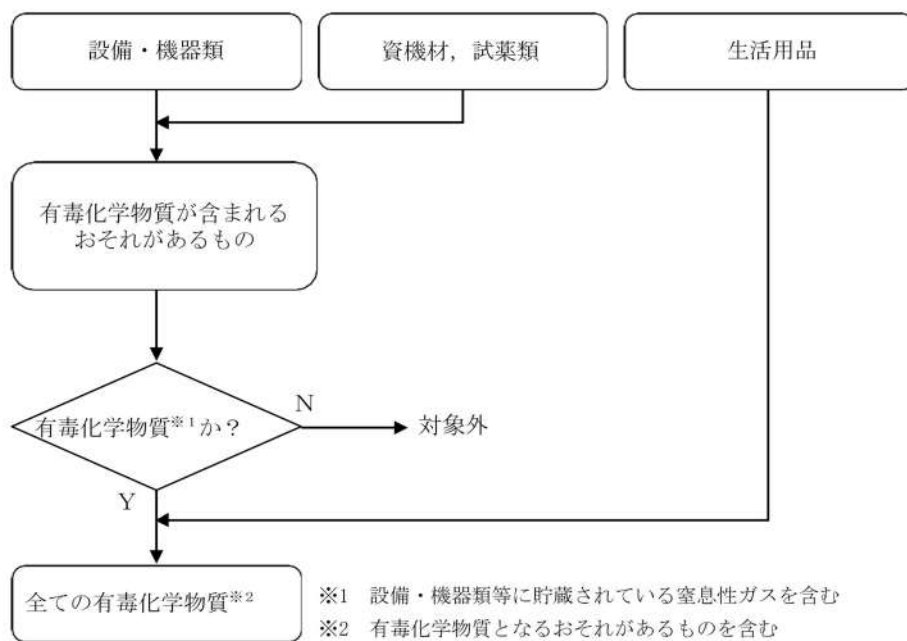 設備・機器類
資機材，試薬類
生活用品
有毒化学物質が含まれる
おそれがあるもの
有毒化学物質※1か？
N
対象外
Y
全ての有毒化学物質※2
※1 設備・機器類等に貯蔵されている窒息性ガスを含む
※2 有毒化学物質となるおそれがあるものを含む